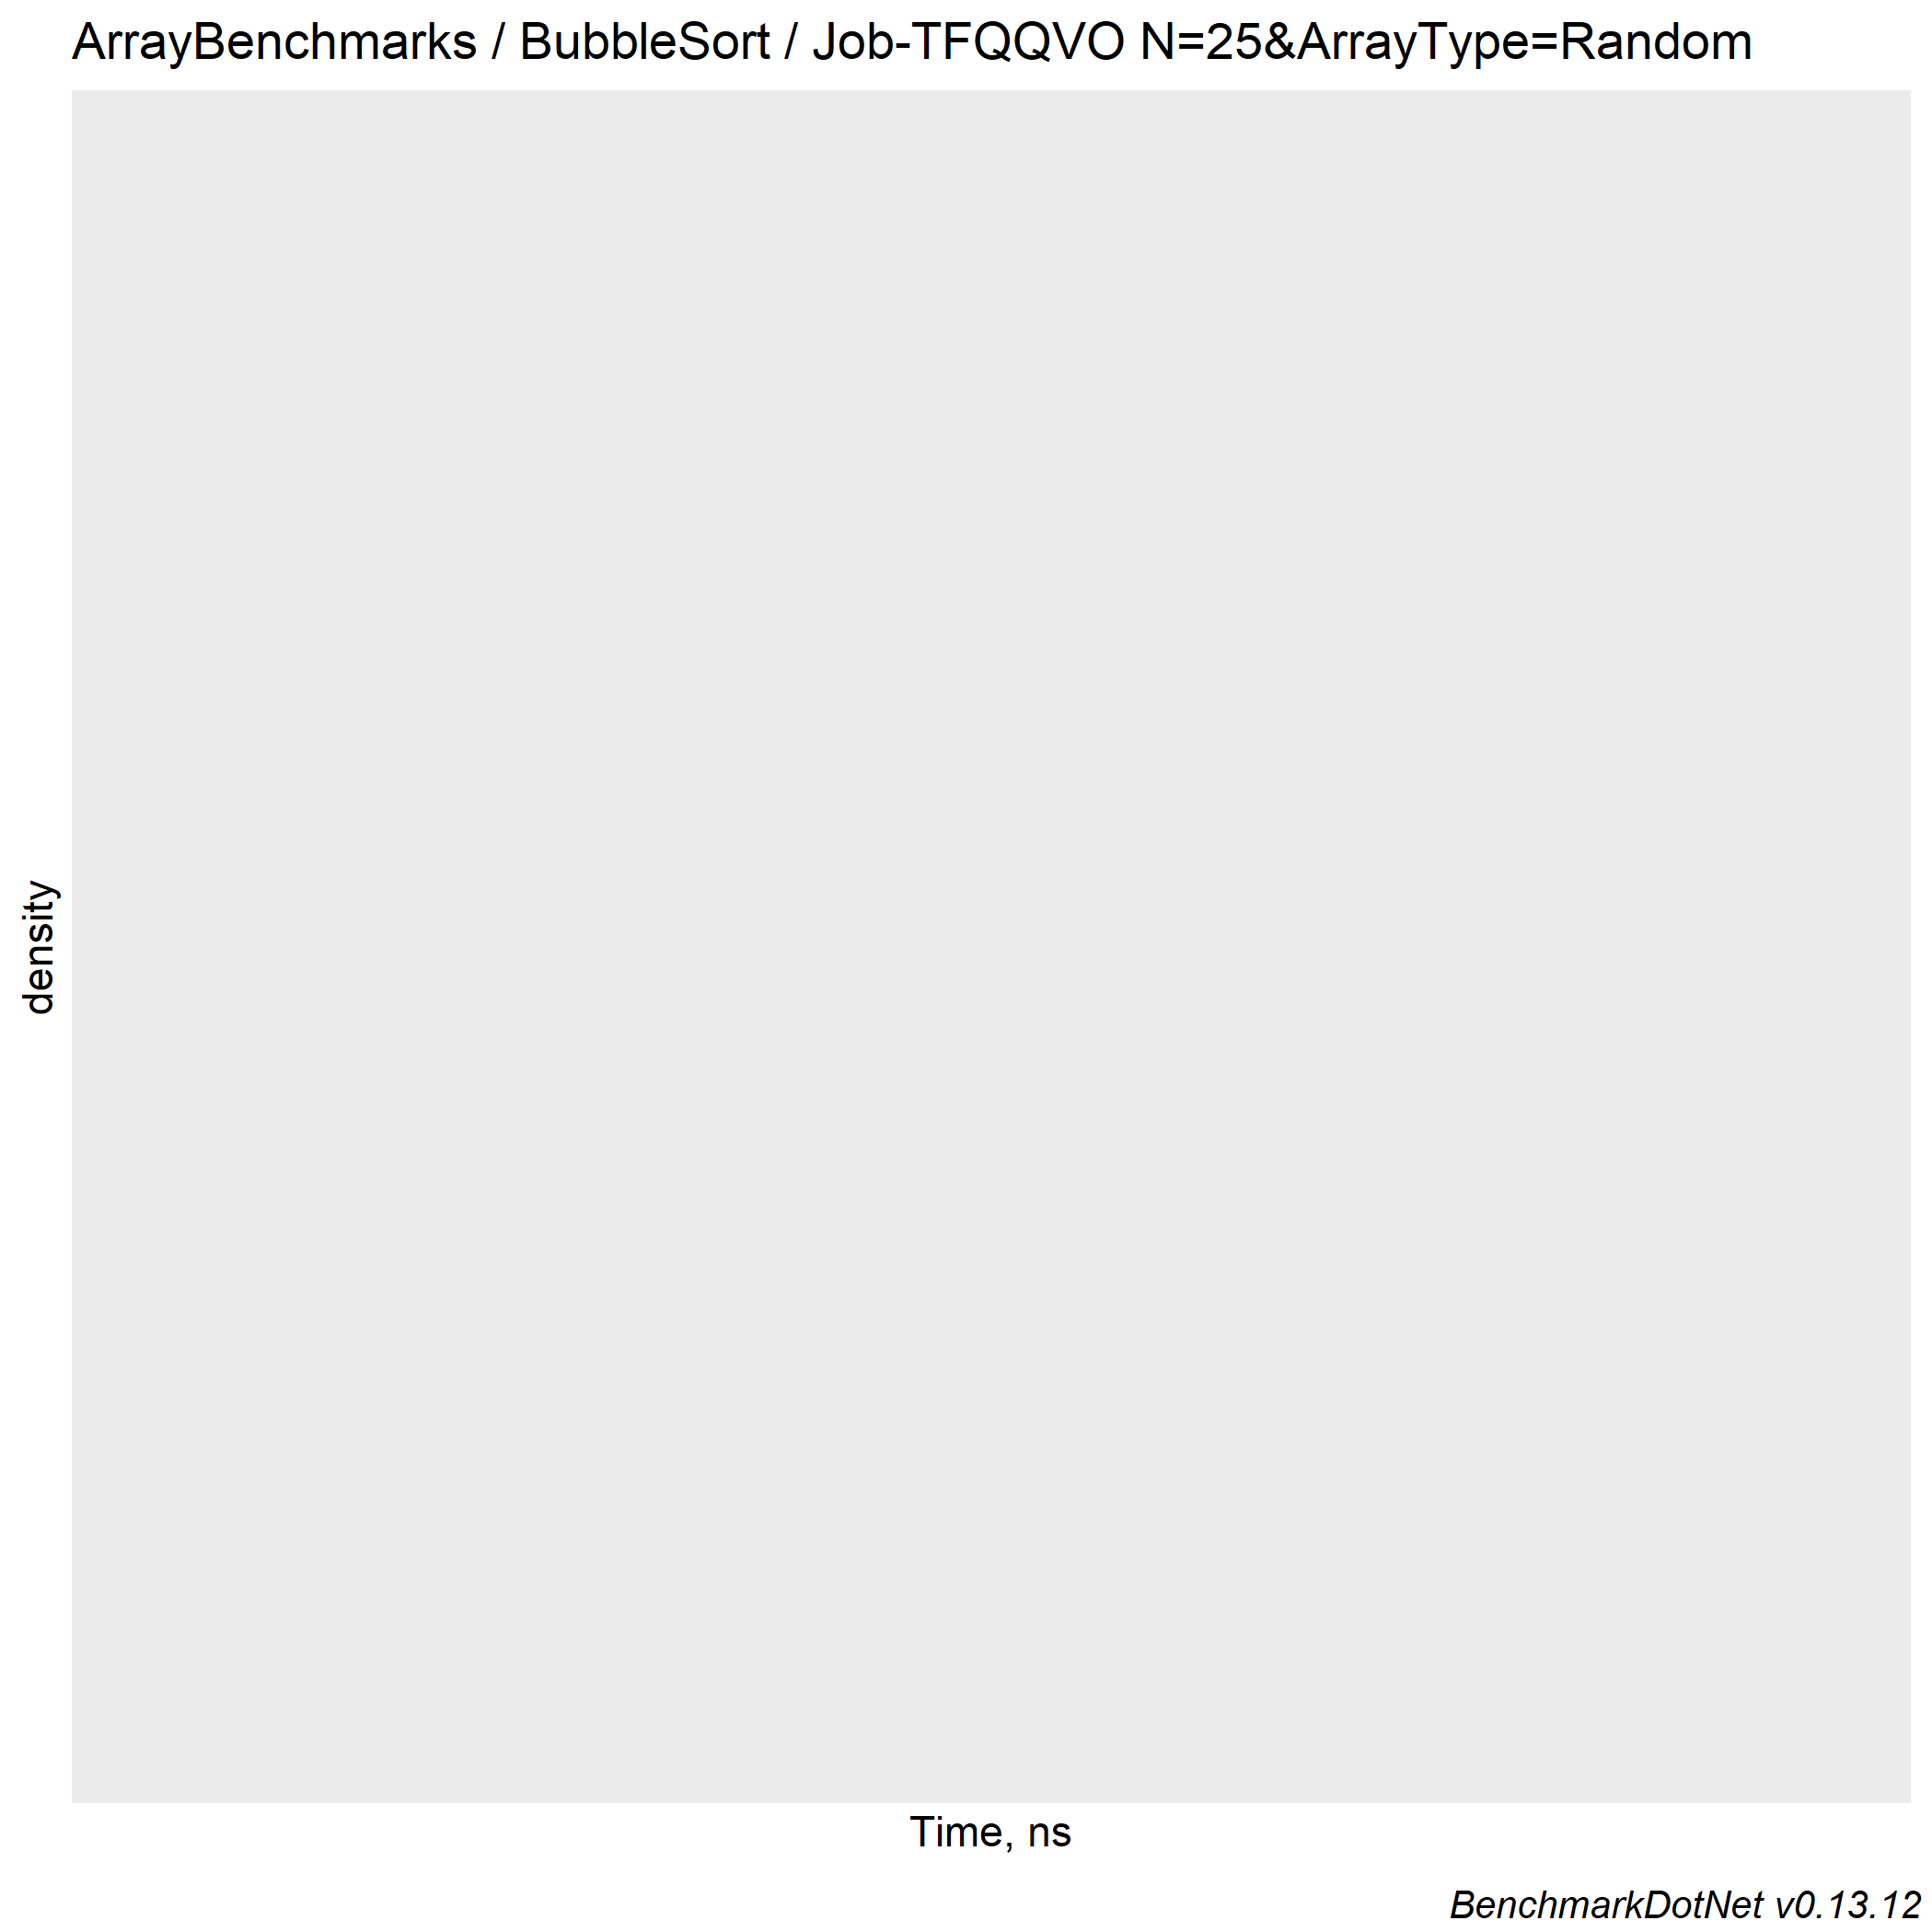 ArrayBenchmarks / BubbleSort / Job-TFQQVO N=25&ArrayType=Random
density
Time, ns
BenchmarkDotNet v0.13.12